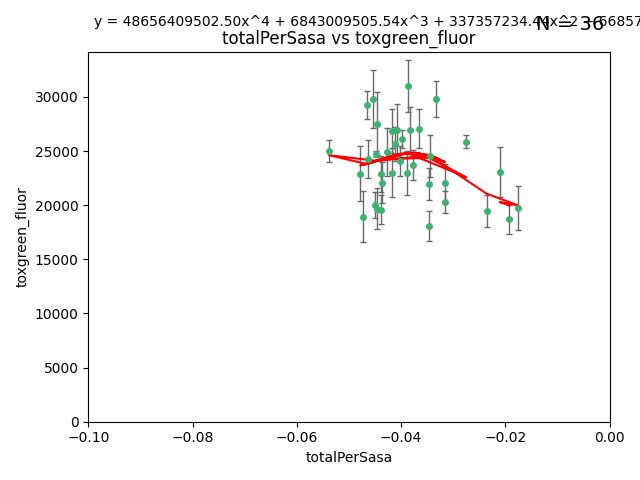 y = 48656409502.50x^4 + 6843009505.54x^3 + 337357234.44x^2 + 66857
N = 36
totalPerSasa vs toxgreen_fluor
30000
25000
20000
15000
10000
5000
0
toxgreen_fluor
−0.10 −0.08 −0.06 −0.04 −0.02 0.00
totalPerSasa